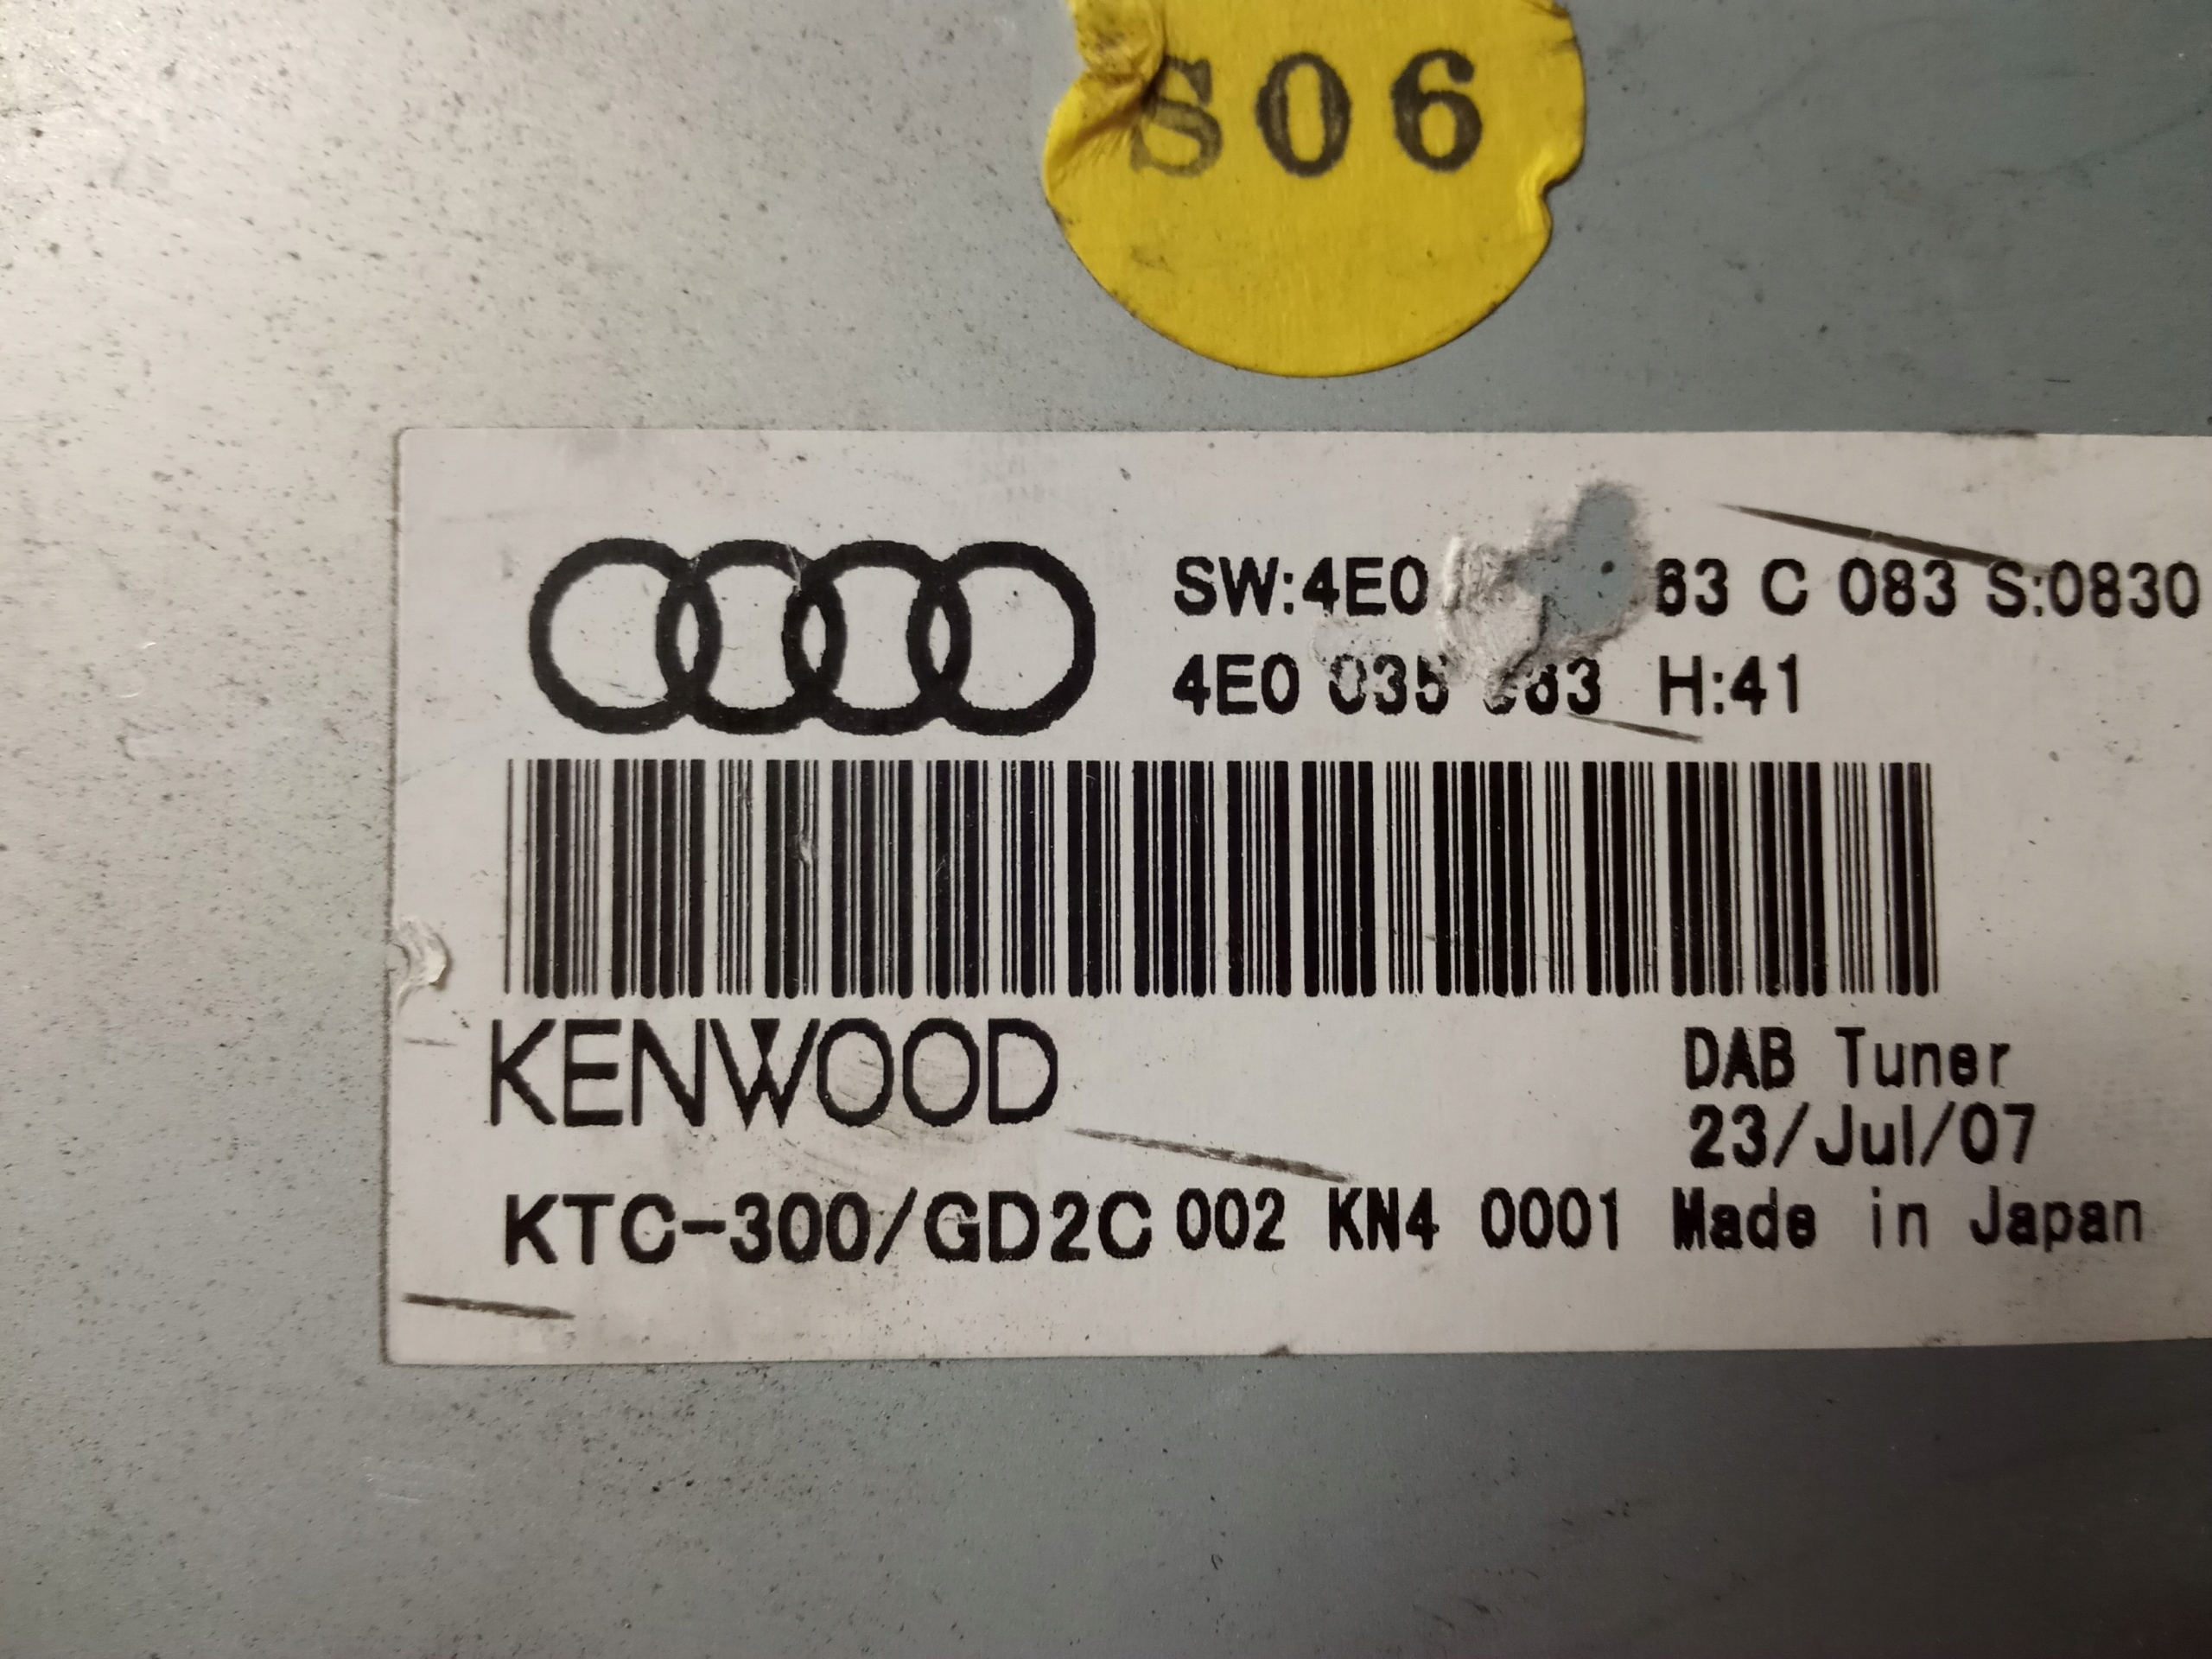 S06
SW:4E0 63 C 083 S:0830
4E0 035 H:41
KENWOOD
DAB Tuner
23/Jul/07
KTC-300/GD2C 002 KN4 0001 Made in Japan